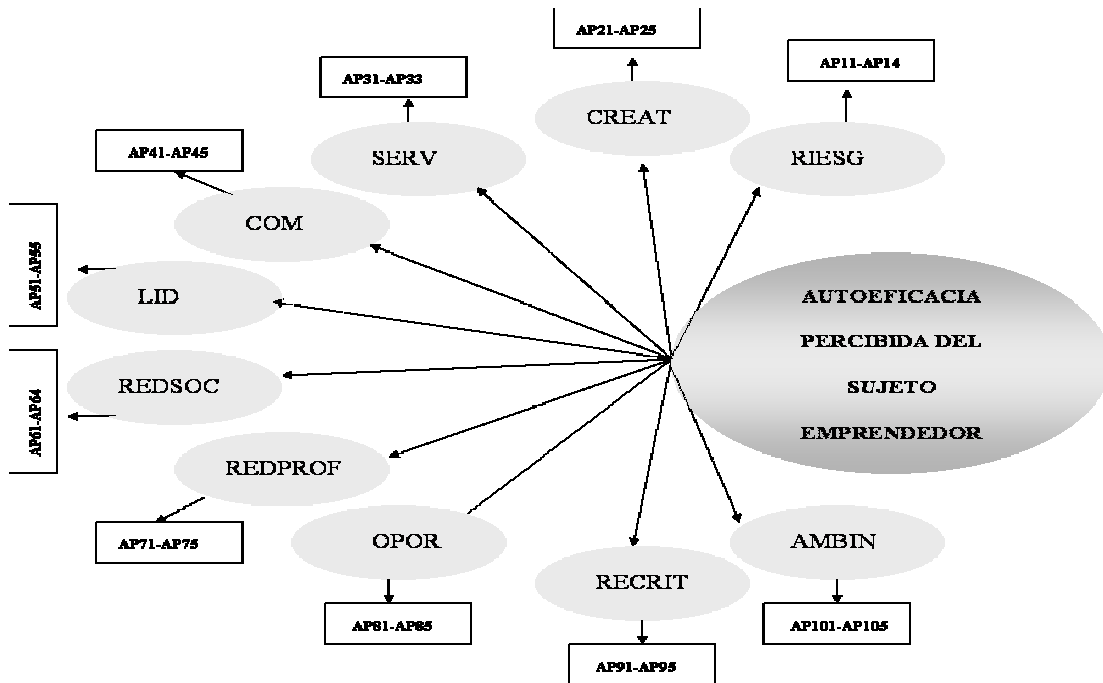 AP21-AP25
AP11-AP14
AP31-AP33
CREAT
RIESG
SERV
AP41-AP45
COM
AP51-AP55
LID
AUTOEFICACIA
PERCIBIDA DEL
SUJETO
EMPRENDEDOR
REDSOC
AP61-AP64
REDPROF
AP71-AP75
OPOR
AMBIN
RECRIT
AP81-AP85
AP101-AP105
AP91-AP95